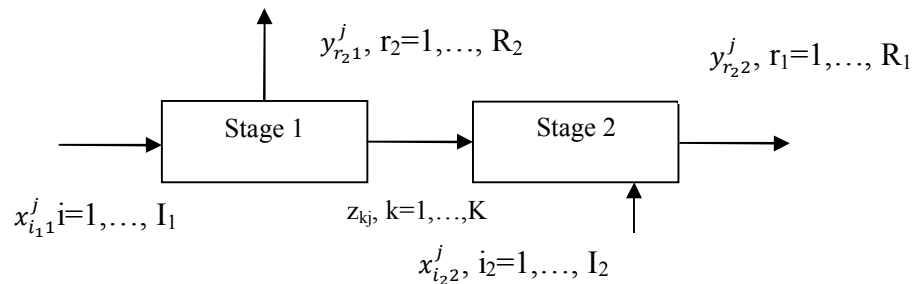 y^j_{r_2 1}, r_2=1,…, R_2
y^j_{r_2 2}, r_1=1,…, R_1
Stage 1
Stage 2
x^j_{i_1 1} i=1,…, I_1
z_{kj}, k=1,…,K
x^j_{i_2 2}, i_2=1,…, I_2